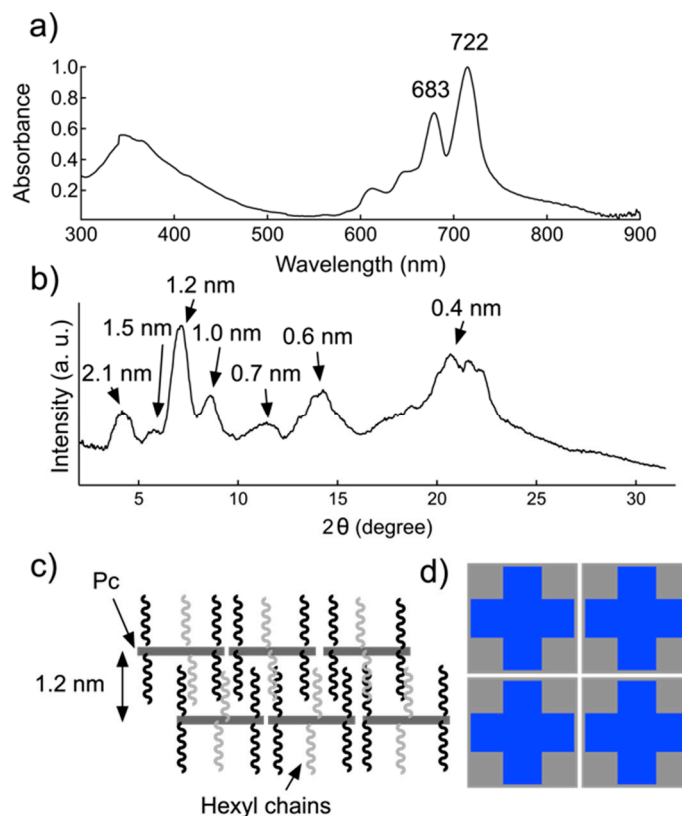 a)
722
683
1.0
0.8
0.6
0.4
0.2
Absorbance
300 400 500 600 700 800 900
Wavelength (nm)
b)
1.2 nm
1.5 nm
1.0 nm
0.6 nm
0.4 nm
2.1 nm
0.7 nm
Intensity (a. u.)
5 10 15 20 25 30
2θ (degree)
c)
d)
Pc
1.2 nm
Hexyl chains